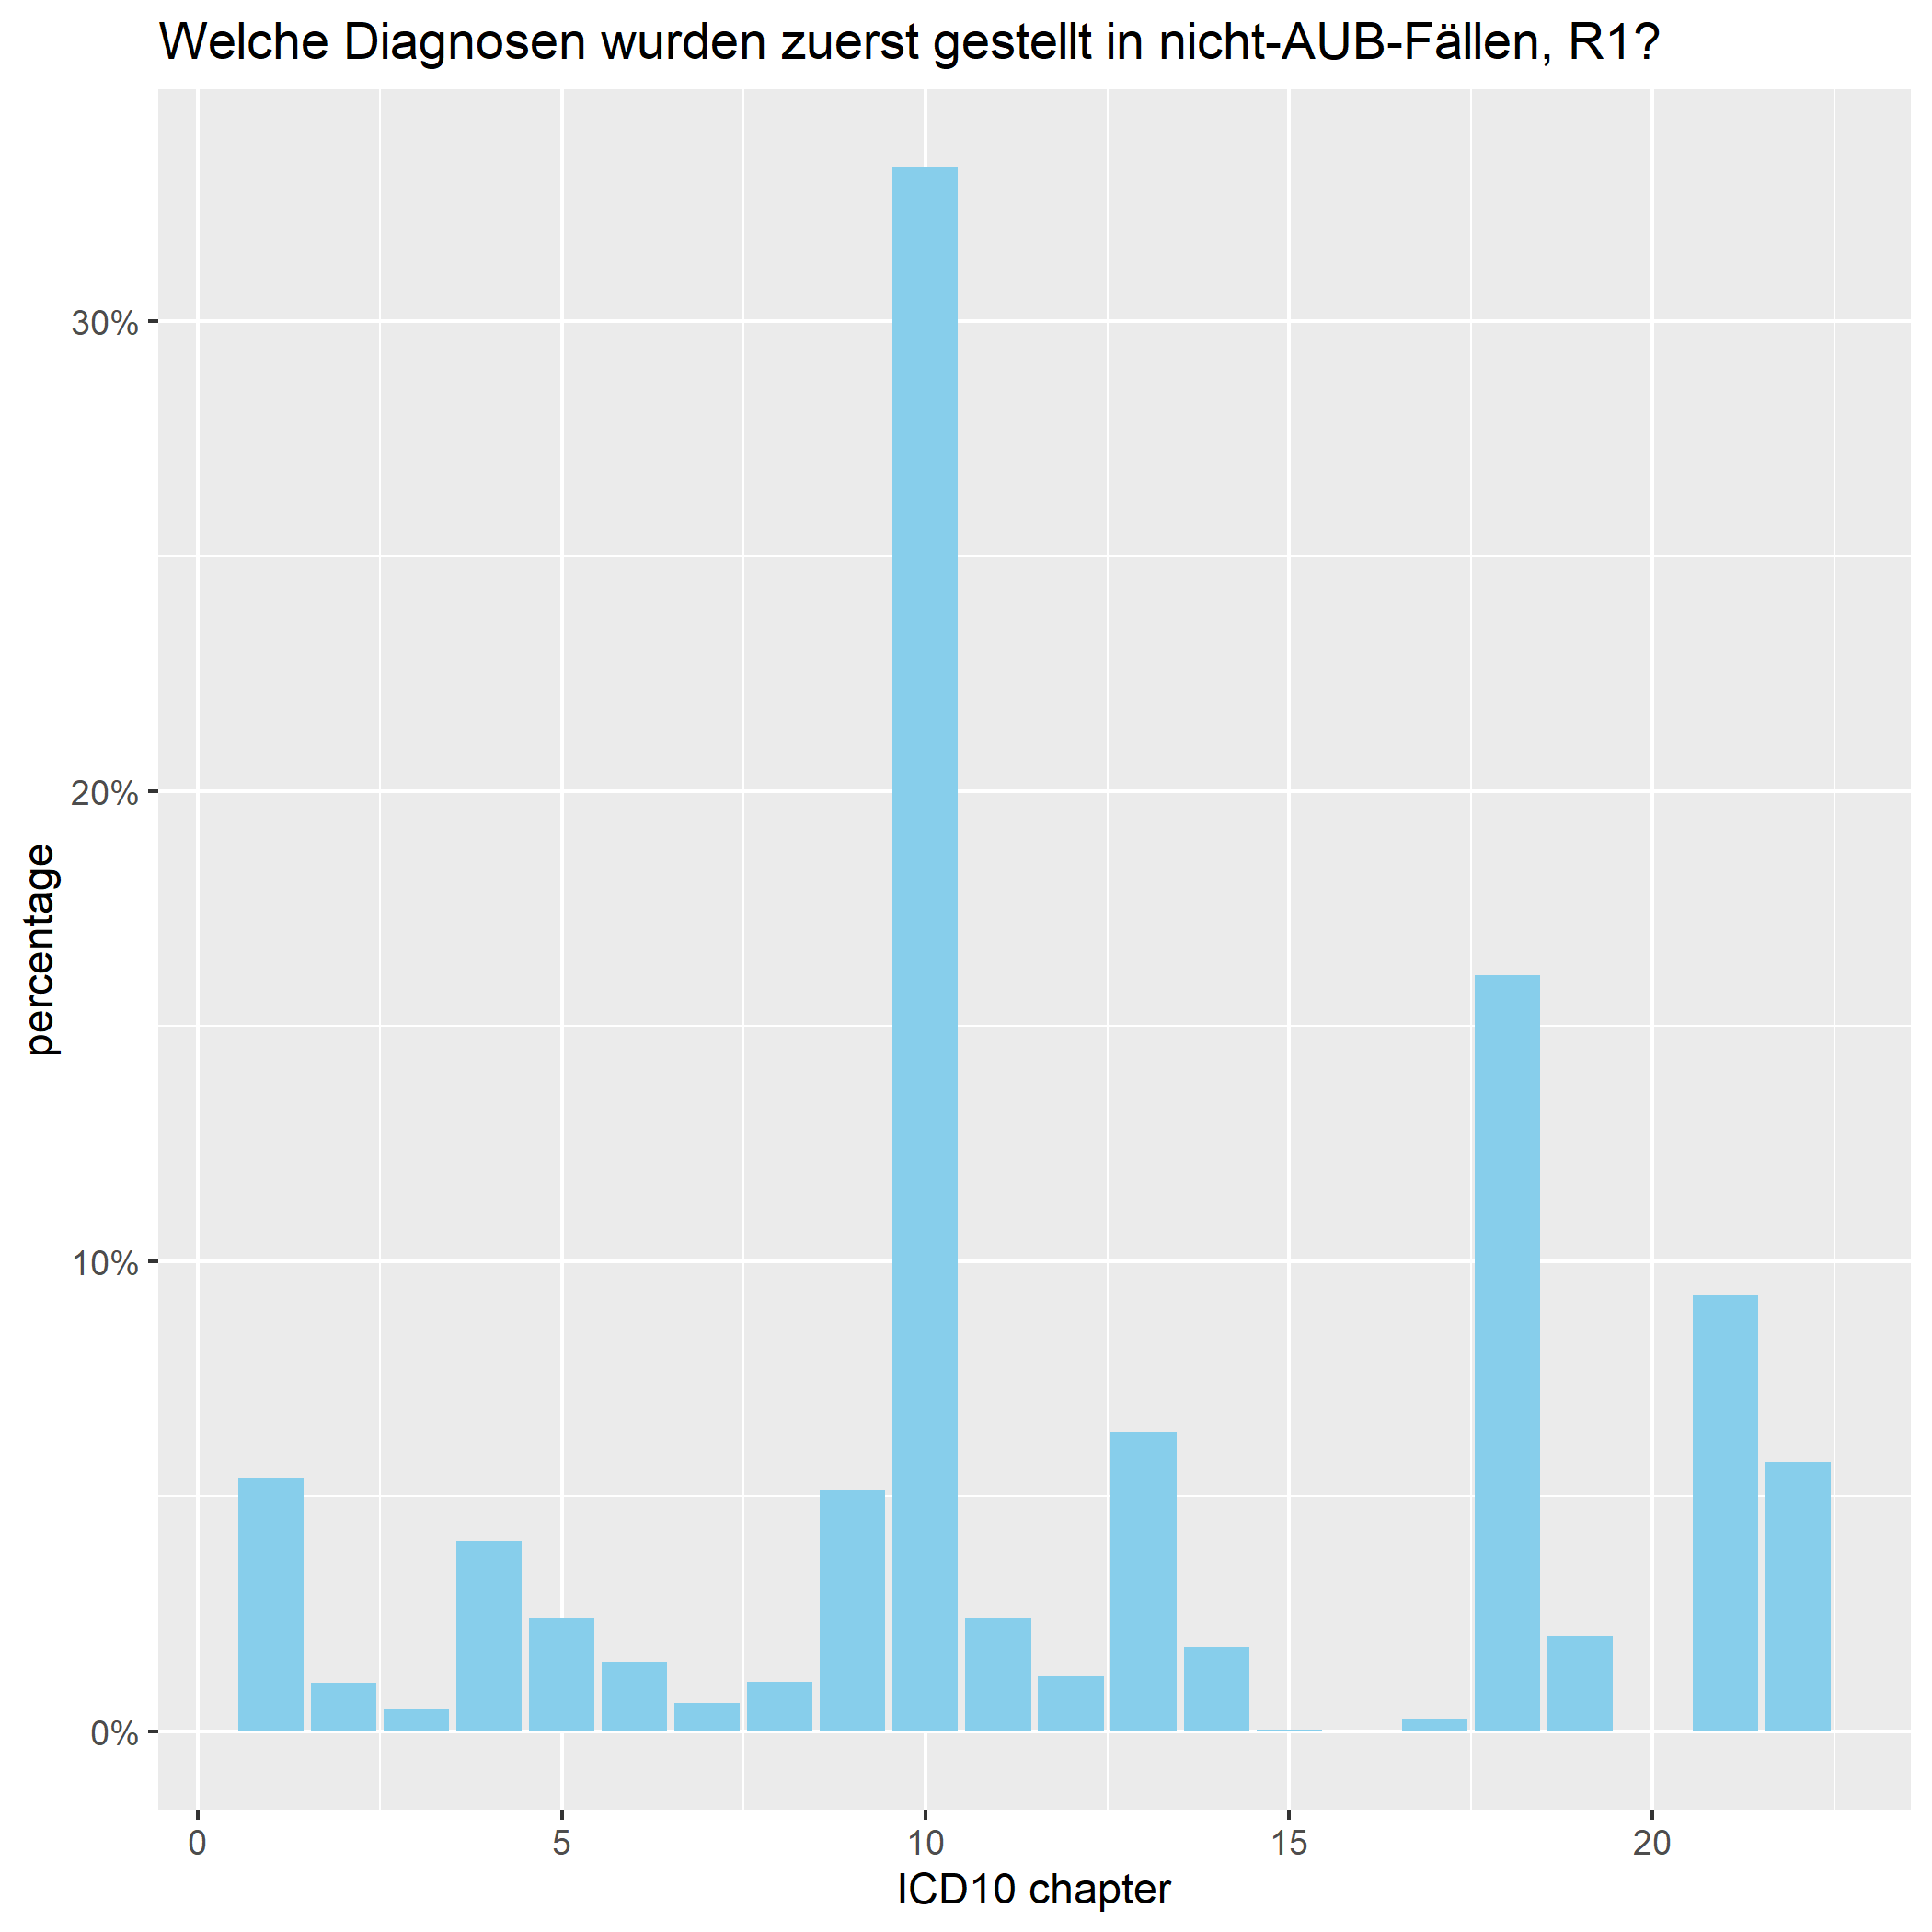 Welche Diagnosen wurden zuerst gestellt in nicht-AUB-Fällen, R1?
percentage
30%
20%
10%
0%
0 5 10 15 20
ICD10 chapter